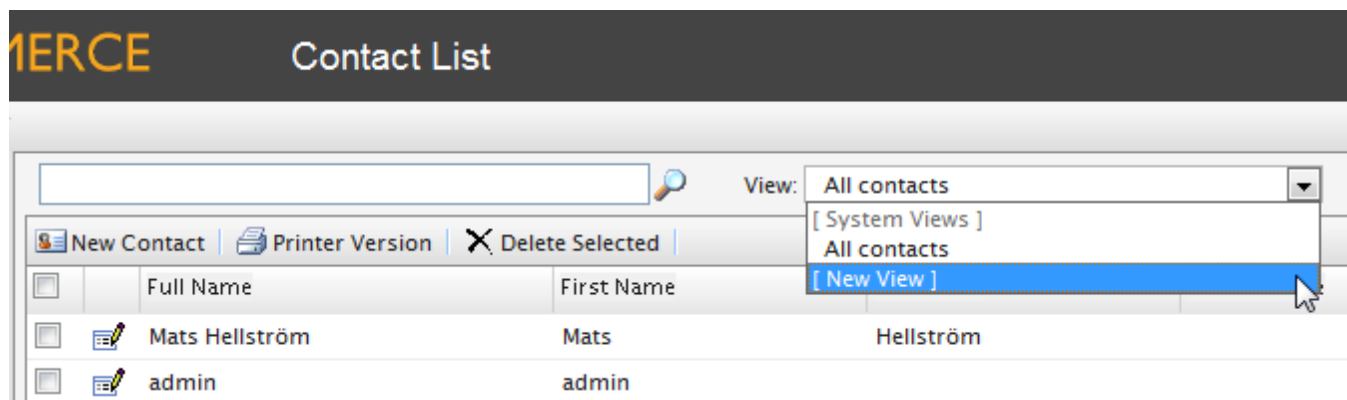 MERCE Contact List
View: All contacts
[ System Views ]
All contacts
[ New View ]
New Contact Printer Version Delete Selected
Full Name First Name
Mats Hellström Mats Hellström
admin admin